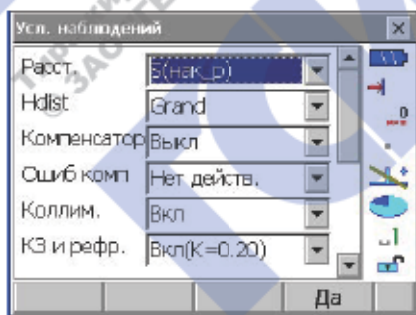 Усл. наблюдений
Расст. S(нак_р)
Hdist Grand
Компенсатор Выкл
Ошиб комп Нет действ.
Коллим. Вкл
КЗ и рефр. Вкл(К=0.20)
Да